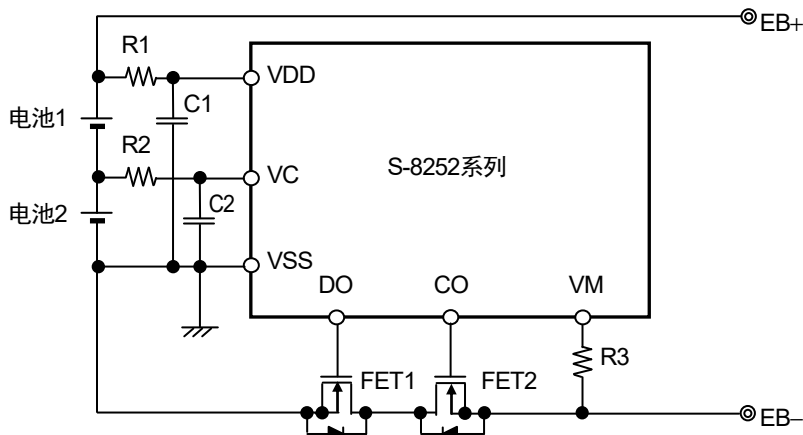 EB+
R1
VDD
C1
电池1
R2
S-8252系列
VC
C2
电池2
VSS
DO
CO
VM
R3
FET1
FET2
EB−